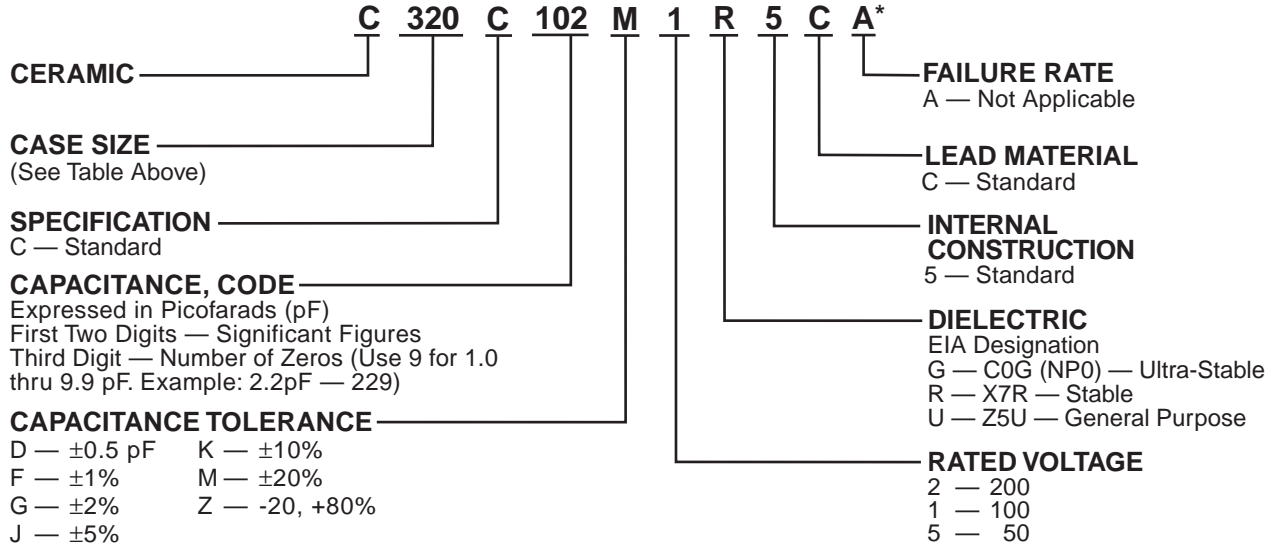 C 320 C 102 M 1 R 5 C A*
CERAMIC
CASE SIZE
(See Table Above)
SPECIFICATION
C — Standard
CAPACITANCE, CODE
Expressed in Picofarads (pF)
First Two Digits — Significant Figures
Third Digit — Number of Zeros (Use 9 for 1.0
thru 9.9 pF. Example: 2.2pF — 229)
CAPACITANCE TOLERANCE
D — ±0.5 pF K — ±10%
F — ±1% M — ±20%
G — ±2% Z — -20, +80%
J — ±5%
FAILURE RATE
A — Not Applicable
LEAD MATERIAL
C — Standard
INTERNAL
CONSTRUCTION
5 — Standard
DIELECTRIC
EIA Designation
G — C0G (NP0) — Ultra-Stable
R — X7R — Stable
U — Z5U — General Purpose
RATED VOLTAGE
2 — 200
1 — 100
5 — 50